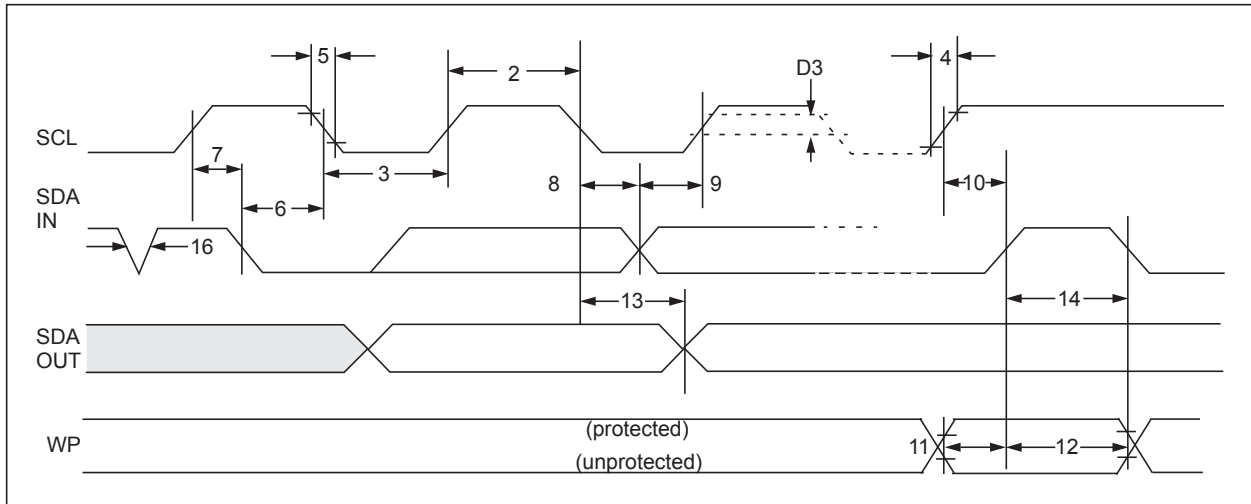 5
2
D3
4
SCL
7
3
8
9
10
SDA
IN
6
16
13
14
SDA
OUT
WP
(protected)
(unprotected)
11
12